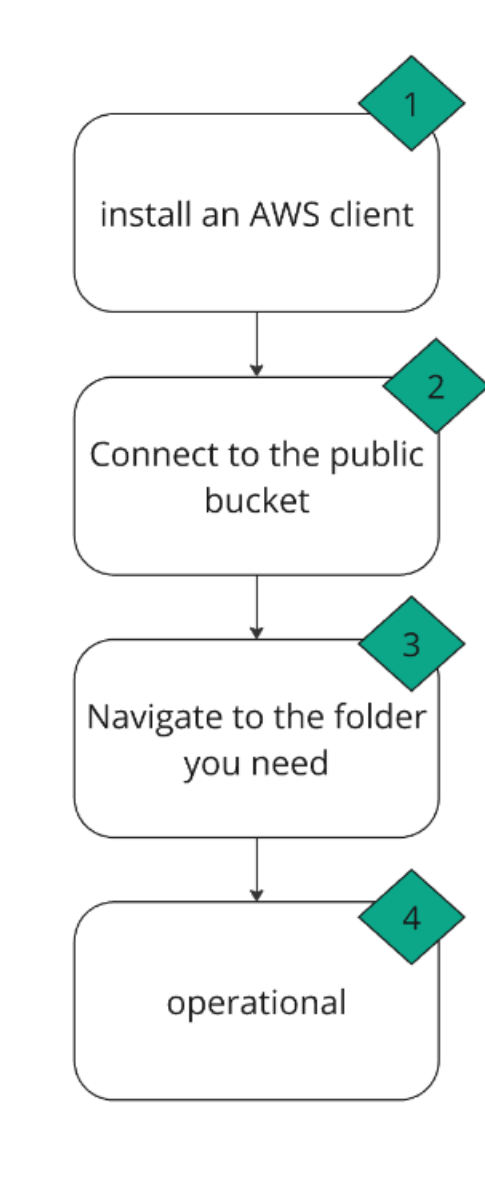 1
install an AWS client
2
Connect to the public
bucket
3
Navigate to the folder
you need
4
operational